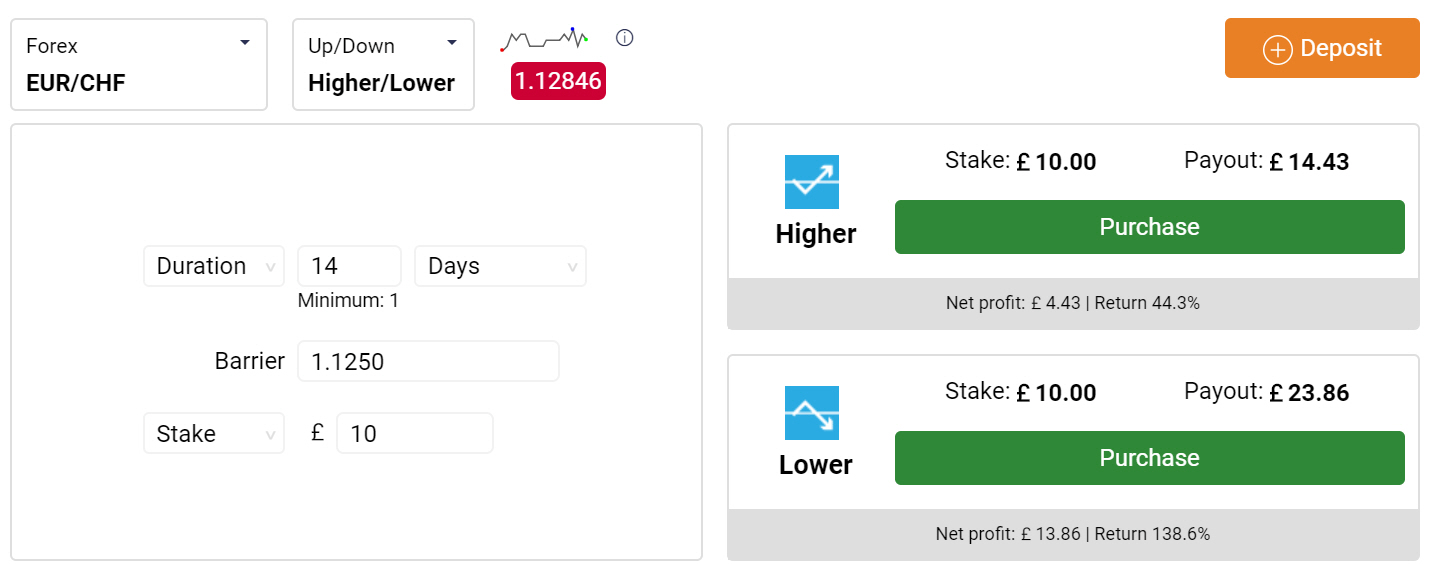 Forex
EUR/CHF
Up/Down
Higher/Lower
1.12846
Deposit
Duration 14 Days
Minimum: 1
Barrier 1.1250
Stake £ 10
Higher
Stake: £ 10.00 Payout: £ 14.43
Purchase
Net profit: £ 4.43 | Return 44.3%
Lower
Stake: £ 10.00 Payout: £ 23.86
Purchase
Net profit: £ 13.86 | Return 138.6%